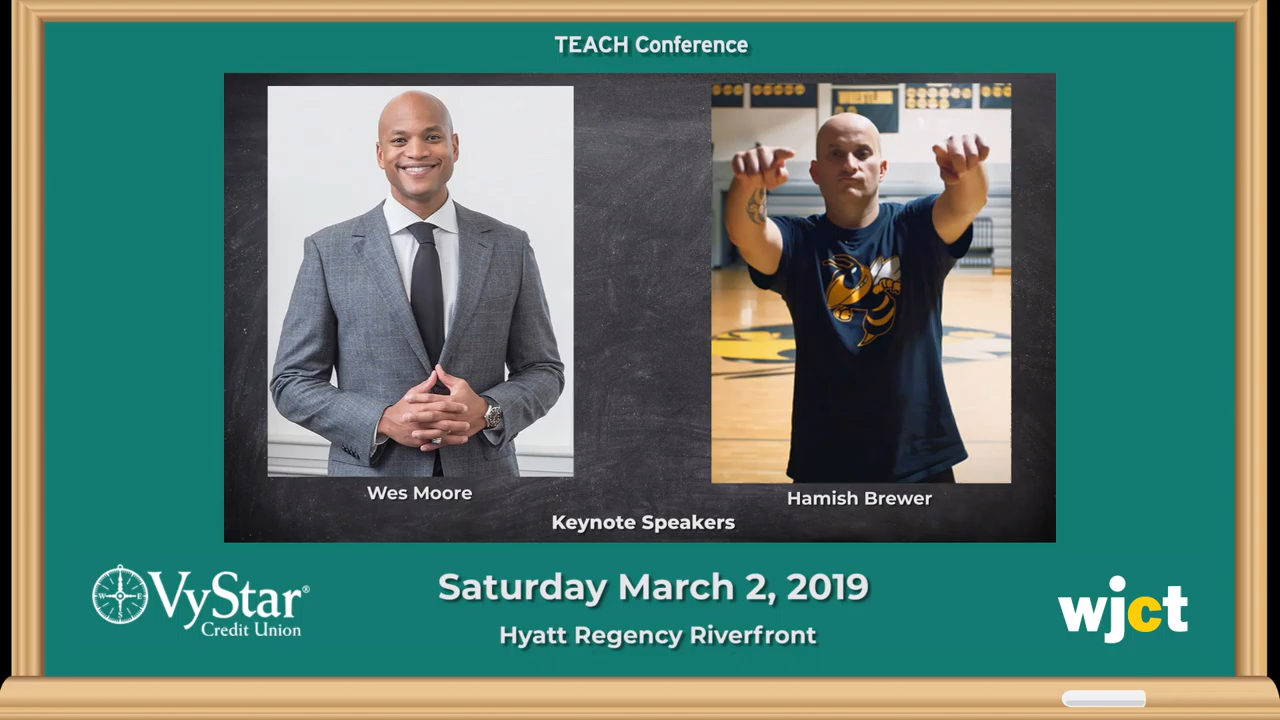 TEACH Conference
Wes Moore
Hamish Brewer
Keynote Speakers
Saturday March 2, 2019
Hyatt Regency Riverfront
VyStar®
Credit Union
wjct